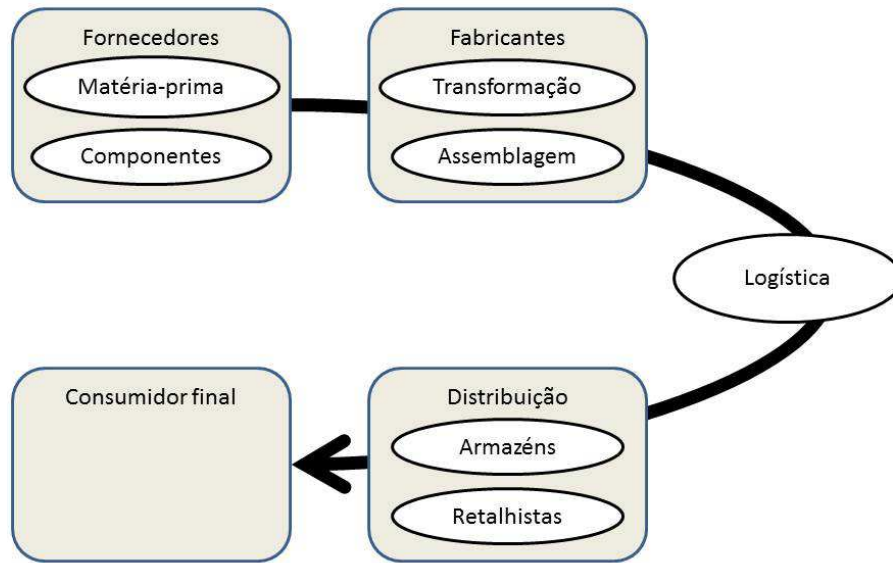 Fornecedores
Matéria-prima
Componentes
Fabricantes
Transformação
Assemblagem
Logística
Distribuição
Armazéns
Retalhistas
Consumidor final